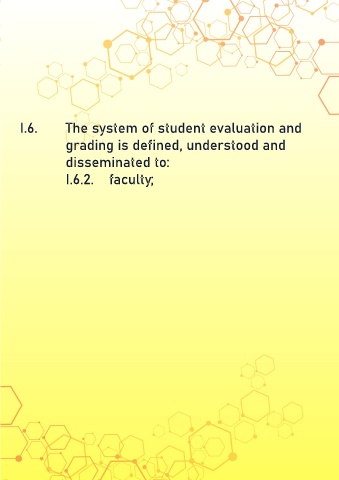 I.6. The system of student evaluation and
grading is defined, understood and
disseminated to:
I.6.2. faculty;